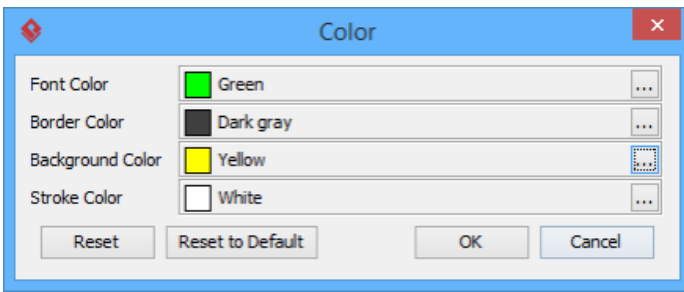 Color
Font Color Green ...
Border Color Dark gray ...
Background Color Yellow ...
Stroke Color White ...
Reset Reset to Default OK Cancel